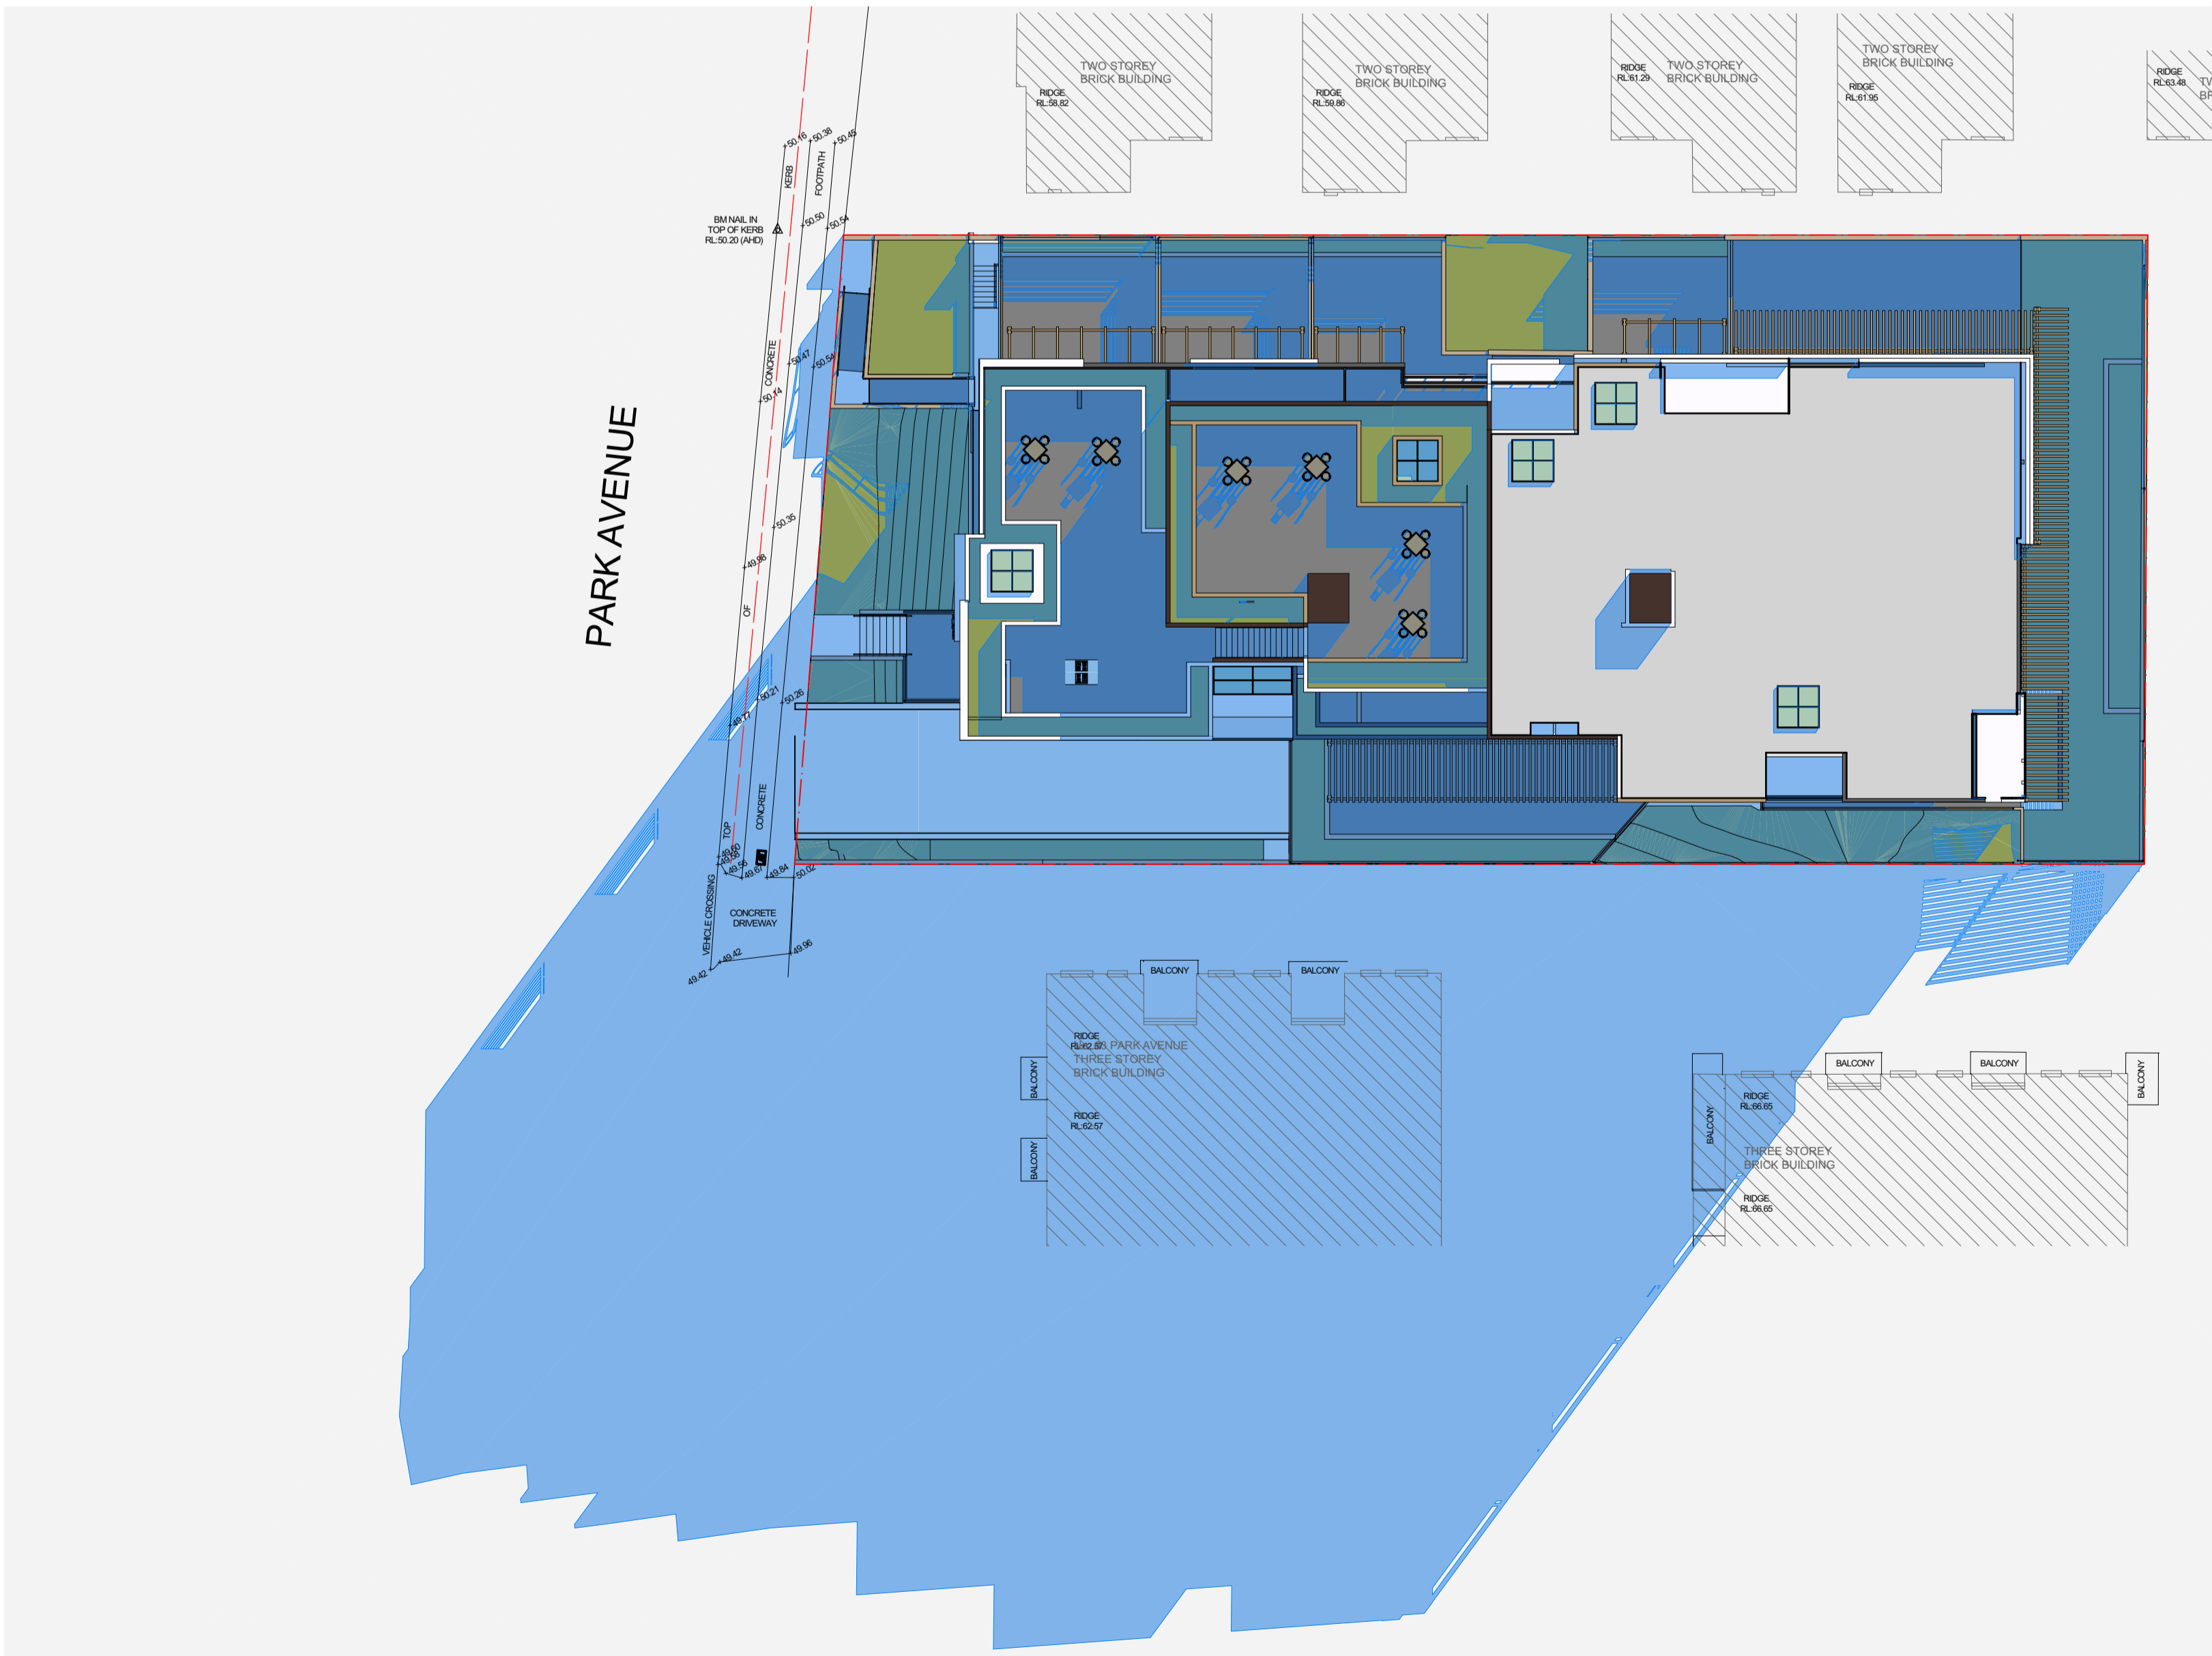 TWO STOREY
BRICK BUILDING
RIDGE
RL:58.82
TWO STOREY
BRICK BUILDING
RIDGE
RL:59.86
RIDGE
RL:61.29
TWO STOREY
BRICK BUILDING
TWO STOREY
BRICK BUILDING
RIDGE
RL:61.95
RIDGE
RL:63.48
50.16
50.38
50.45
KERB
FOOTPATH
BM NAIL IN
TOP OF KERB
RL:50.20 (AHD)
50.50
50.54
CONCRETE
50.47
50.54
50.14
PARK AVENUE
50.35
49.98
OF
50.21
50.26
49.77
CONCRETE
TOP
49.56
49.67
49.84
50.02
VEHICLE CROSSING
CONCRETE
DRIVEWAY
49.42
49.42
49.96
BALCONY
BALCONY
RIDGE
RL:62.57
PARK AVENUE
THREE STOREY
BRICK BUILDING
BALCONY
RIDGE
RL:62.57
BALCONY
BALCONY
BALCONY
BALCONY
RIDGE
RL:66.65
BALCONY
THREE STOREY
BRICK BUILDING
RIDGE
RL:66.65